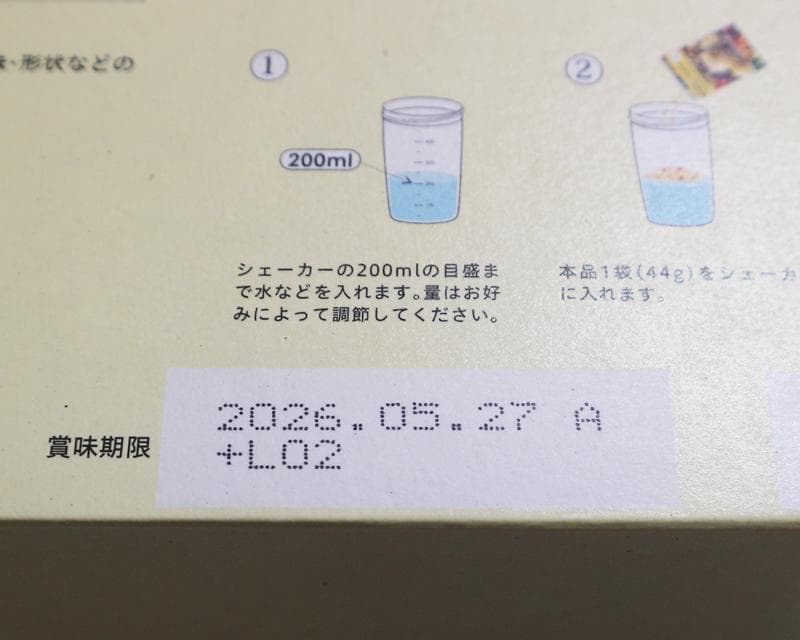 ・形状などの
1
2
200ml
シェーカーの200mlの目盛ま
で水などを入れます。量はお好
みによって調節してください。
本品1袋(44g)をシェーカ
に入れます。
賞味期限
2026.05.27 A
+L02